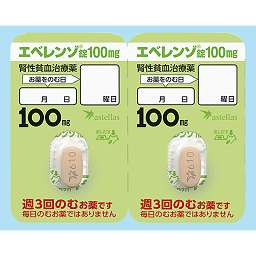 エベレンゾ錠100mg
腎性貧血治療薬
お薬をのむ日
月 日
曜日
100mg
astellas
週3回のむお薬です
毎日のむお薬ではありません
エベレンゾ錠100mg
腎性貧血治療薬
お薬をのむ日
月 日
曜日
100mg
astellas
週3回のむお薬です
毎日のむお薬ではありません